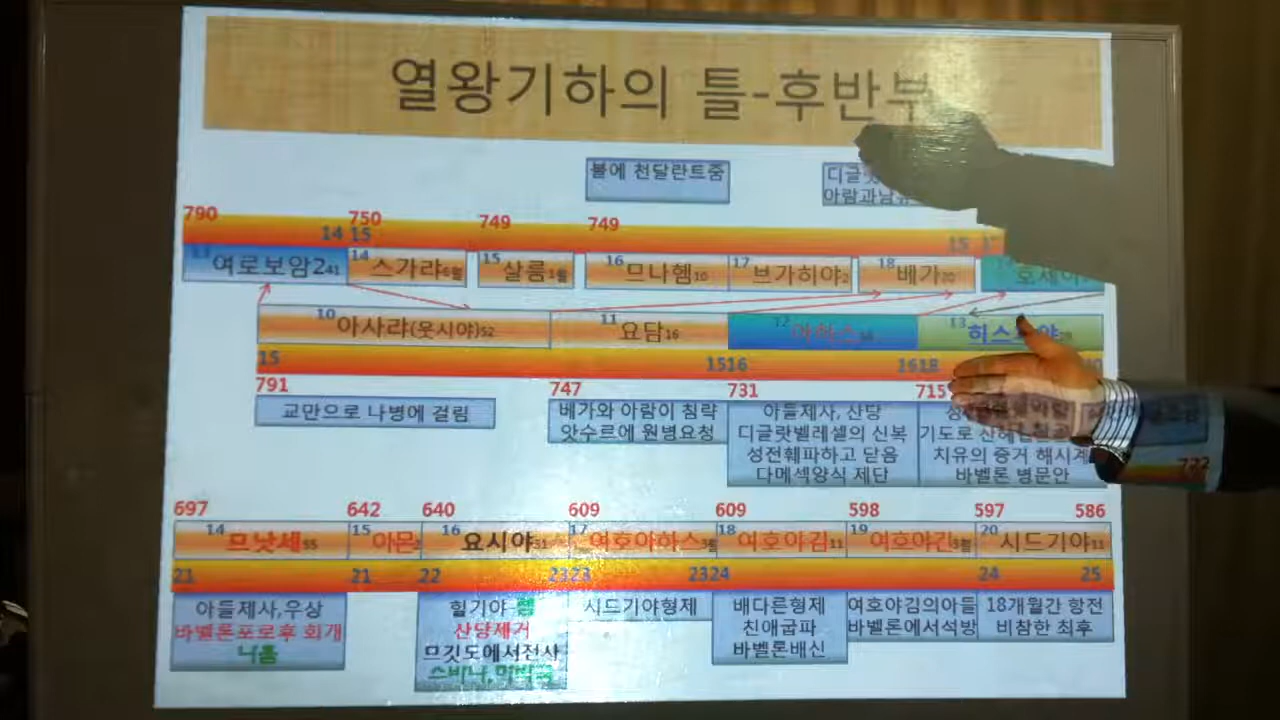 열왕기하의 틀-후반부
불에 천달란트줌
디글랏
아람과남유
790 750 749 749
14 15 15
13 여로보암2 41
14 스가랴 6월
15 살룸 1월
16 므나헴 10
17 브가히야 2
18 베가 20
호세아
10 아사랴(웃시야) 52
11 요담 16
12 아하스 16
13 히스기야 29
15 1516 1618
791 747 731 715
교만으로 나병에 걸림
베가와 아람이 침략
앗수르에 원병요청
아들제사, 산당
디글랏벨레셀의 신복
성전훼파하고 닫음
다메섹양식 제단
치유의 증거 해시계
바벨론 병문안
722
697 642 640 609 609 598 597 586
14 므낫세 55
15 아몬 2
16 요시야 31
17 여호아하스 3월
18 여호야김 11
19 여호야긴 3월
20 시드기야 11
21 21 22 2323 2324 24 25
아들제사,우상
바벨론포로후 회개
나훔
힐기야
산당제거
므깃도에서전사
시드기야형제
배다른형제
친애굽파
바벨론배신
여호야김의아들
바벨론에서석방
18개월간 항전
비참한 최후